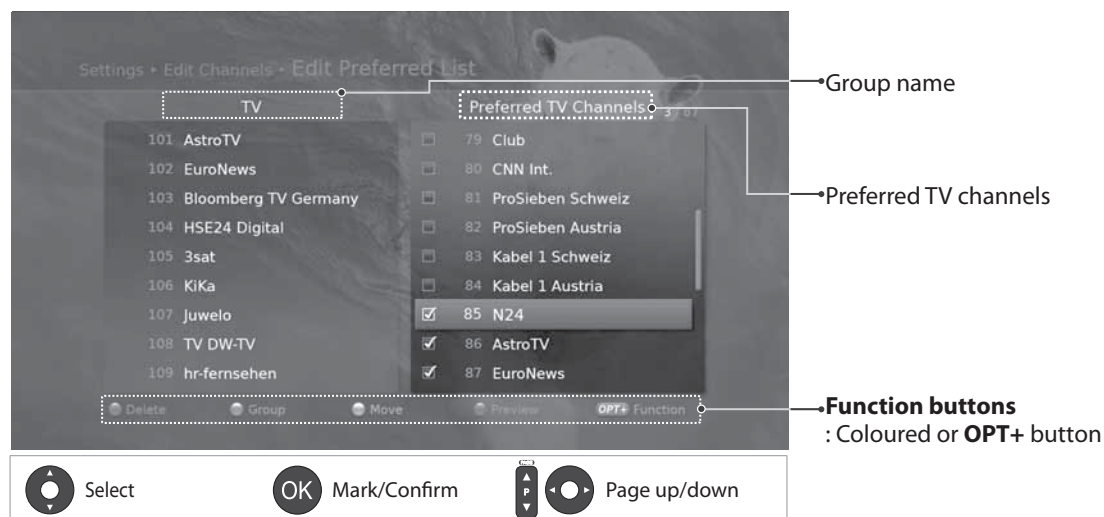 Settings • Edit Channels • Edit Preferred List
TV
Preferred TV Channels
3 / 67
101 AstroTV
102 EuroNews
103 Bloomberg TV Germany
104 HSE24 Digital
105 3sat
106 KiKa
107 Juwelo
108 TV DW-TV
109 hr-fernsehen
79 Club
80 CNN Int.
81 ProSieben Schweiz
82 ProSieben Austria
83 Kabel 1 Schweiz
84 Kabel 1 Austria
85 N24
86 AstroTV
87 EuroNews
Delete Group Move Preview OPT+ Function
Group name
Preferred TV channels
Function buttons
: Coloured or OPT+ button
Select
OK Mark/Confirm
PAGE
P
Page up/down